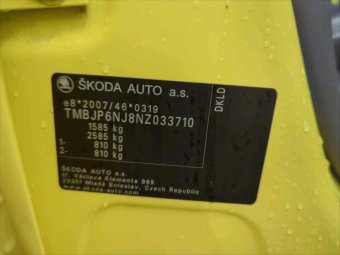 ŠKODA AUTO a.s.
e8*2007/46*0319
TMBJP6NJ8NZ033710
1585 kg
2585 kg
1- 810 kg
2- 810 kg
ŠKODA AUTO a.s.
tř. Václava Klementa 869
29301 Mladá Boleslav, Czech Republic
www.skoda-auto.com
DKLD